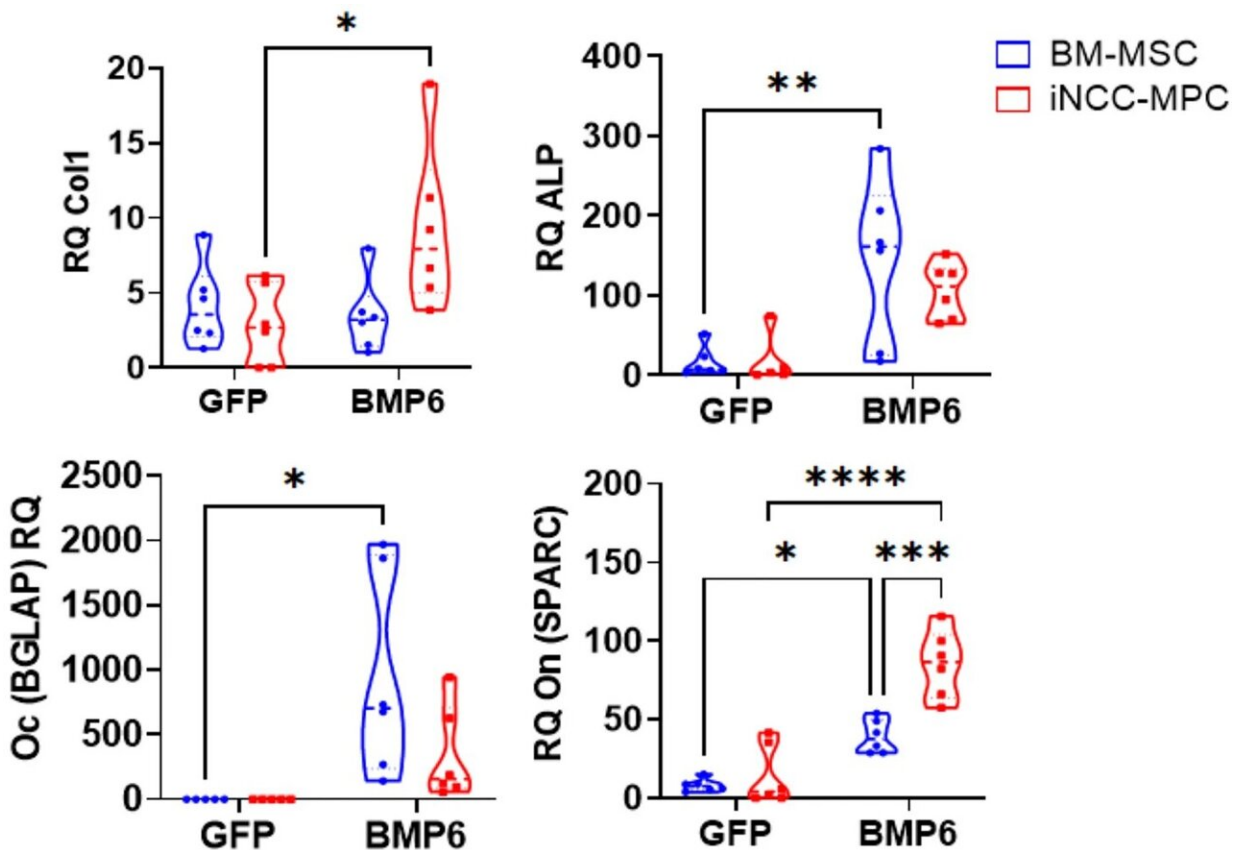 *
20
15
10
5
0
RQ Col1
GFP
BMP6
**
400
300
200
100
0
RQ ALP
GFP
BMP6
BM-MSC
iNCC-MPC
*
2500
2000
1500
1000
500
0
Oc (BGLAP) RQ
GFP
BMP6
****
*
***
200
150
100
50
0
RQ On (SPARC)
GFP
BMP6